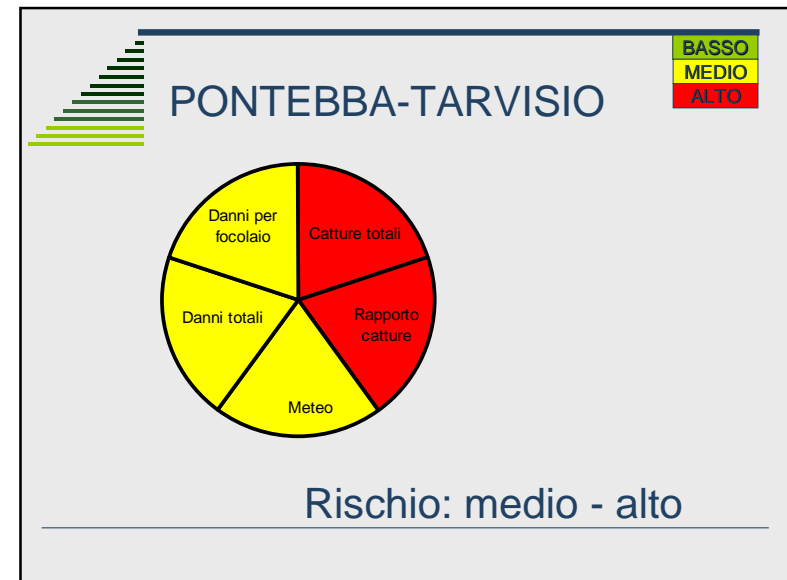 BASSO
MEDIO
ALTO
PONTEBBA-TARVISIO
Danni per
focolaio
Catture totali
Danni totali
Rapporto
catture
Meteo
Rischio: medio - alto